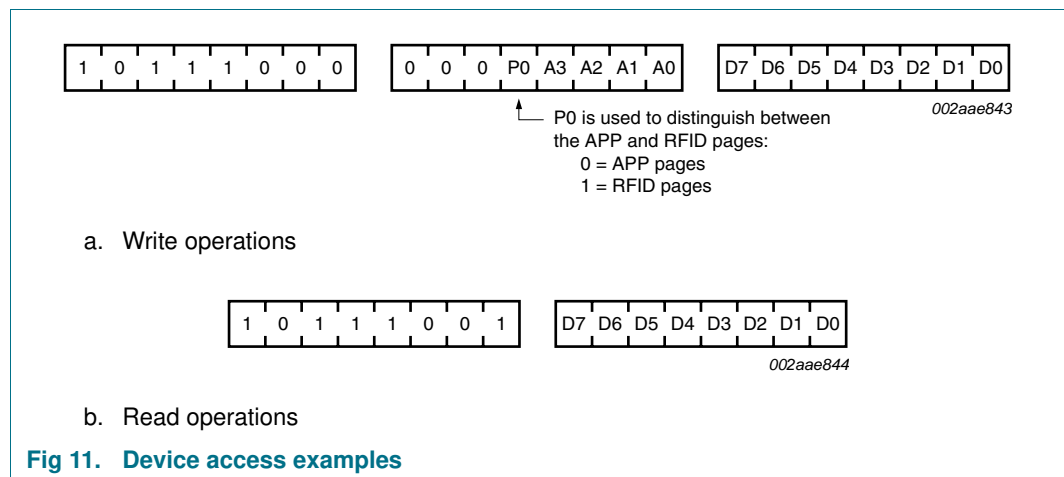 1 0 1 1 1 0 0 0 0 0 0 P0 A3 A2 A1 A0 D7 D6 D5 D4 D3 D2 D1 D0
002aae843
P0 is used to distinguish between
the APP and RFID pages:
0 = APP pages
1 = RFID pages
a. Write operations
1 0 1 1 1 0 0 1 D7 D6 D5 D4 D3 D2 D1 D0
002aae844
b. Read operations
Fig 11. Device access examples